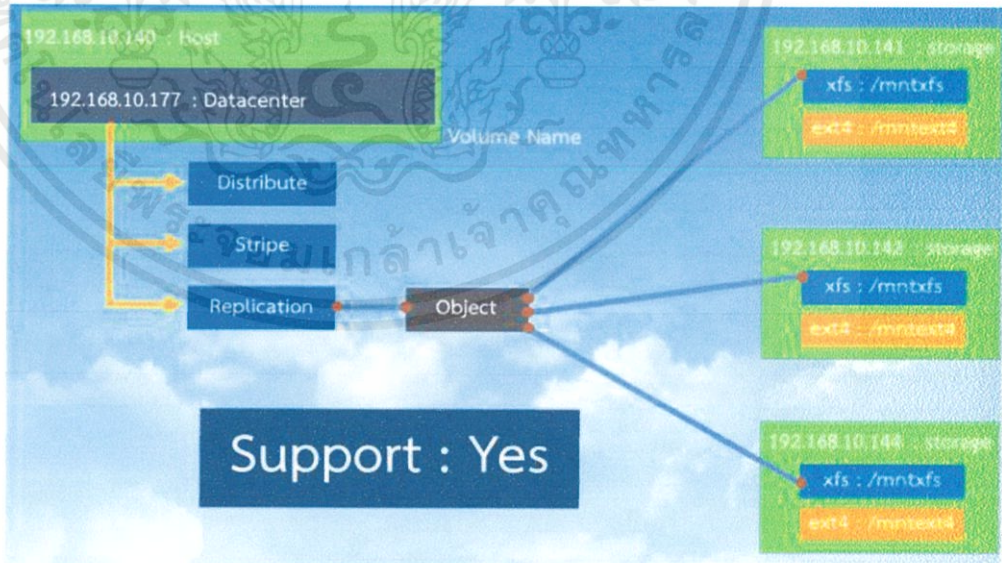 192.168.10.140 : Host
192.168.10.177 : Datacenter
Volume Name
Distribute
Stripe
Replication
Object
Support : Yes
192.168.10.141 : storage
xfs : /mntxfs
ext4 : /mntext4
192.168.10.142 : storage
xfs : /mntxfs
ext4 : /mntext4
192.168.10.144 : storage
xfs : /mntxfs
ext4 : /mntext4